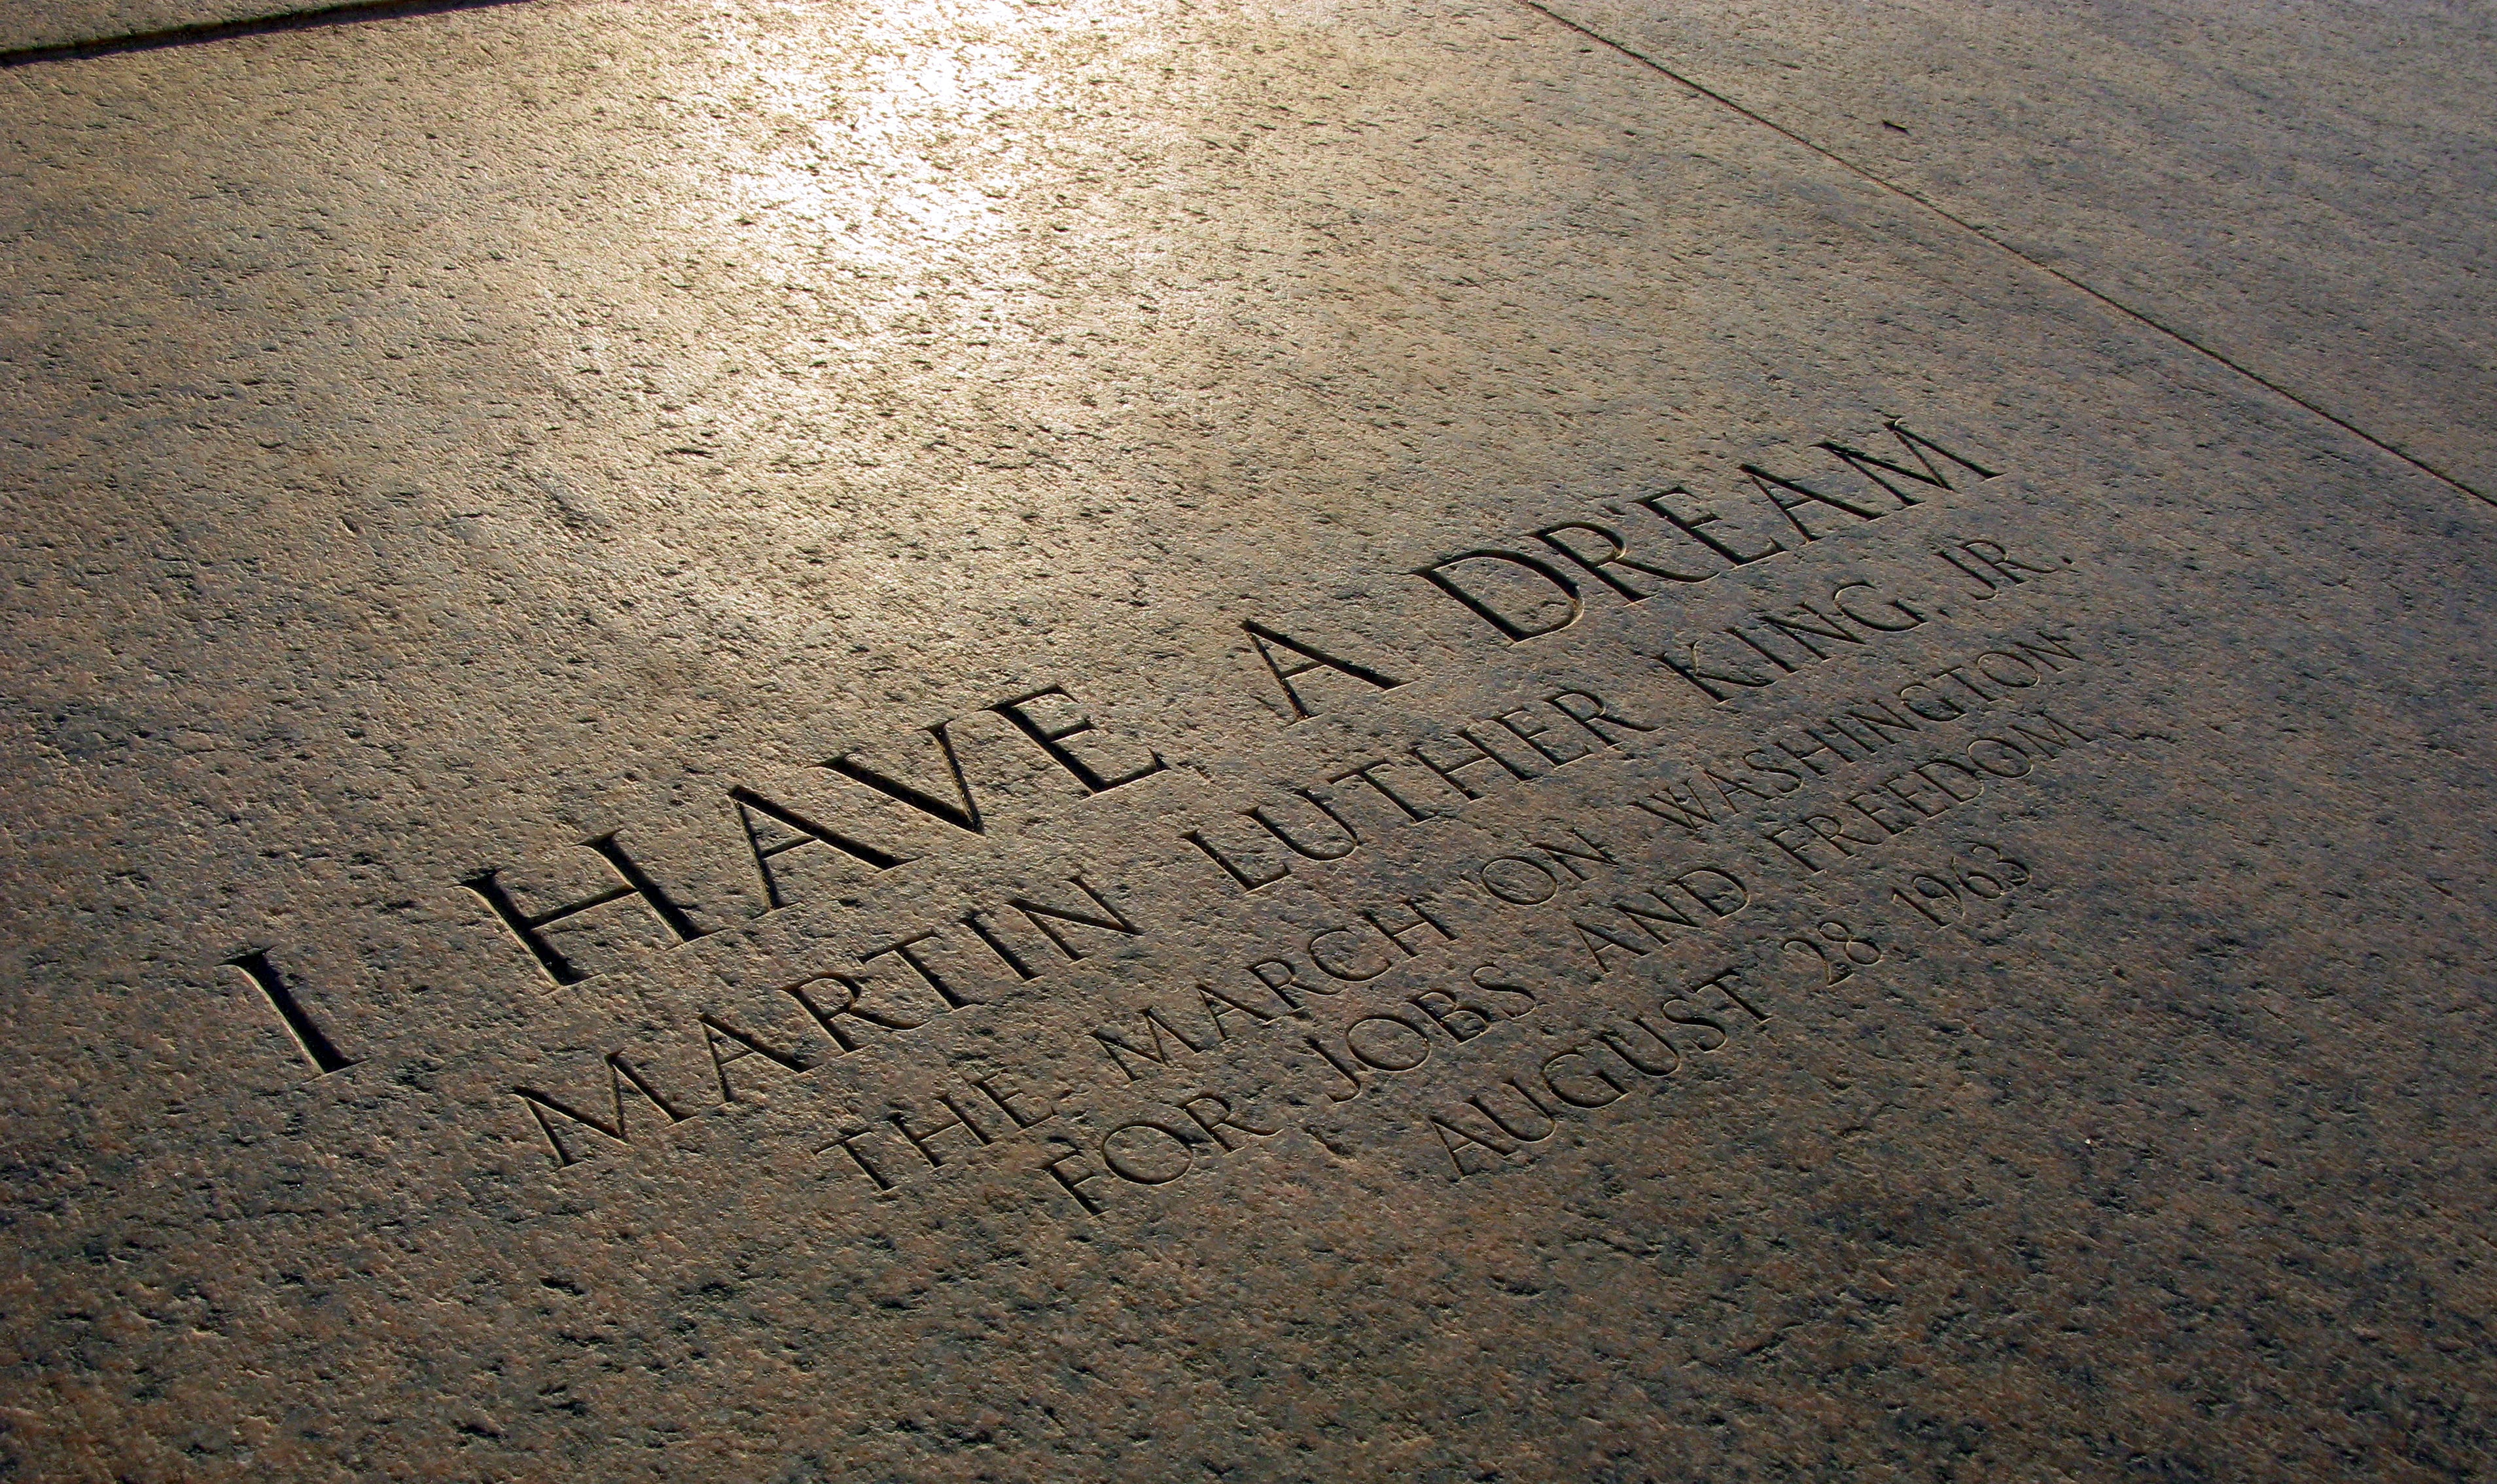 I HAVE A DREAM
MARTIN LUTHER KING, JR.
THE MARCH ON WASHINGTON
FOR JOBS AND FREEDOM
AUGUST 28, 1963